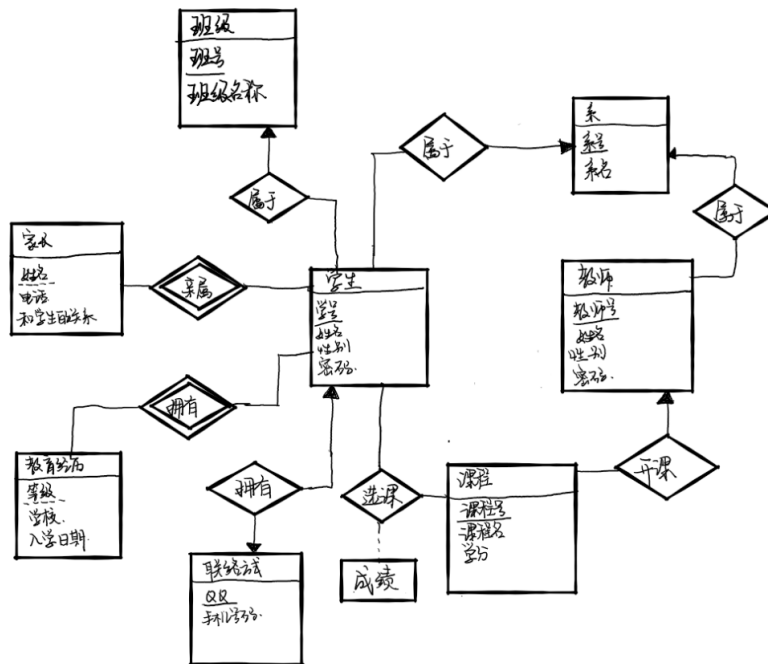 班级
班号
班级名称
属于
系
系号
系名
属于
属于
家长
姓名
电话
和学生的关系
亲属
学生
学号
姓名
性别
密码
教师
教师号
姓名
性别
密码
拥有
教育经历
等级
学校
入学日期
拥有
选课
课程
课程号
课程名
学分
开课
联络方式
QQ
手机号码
成绩